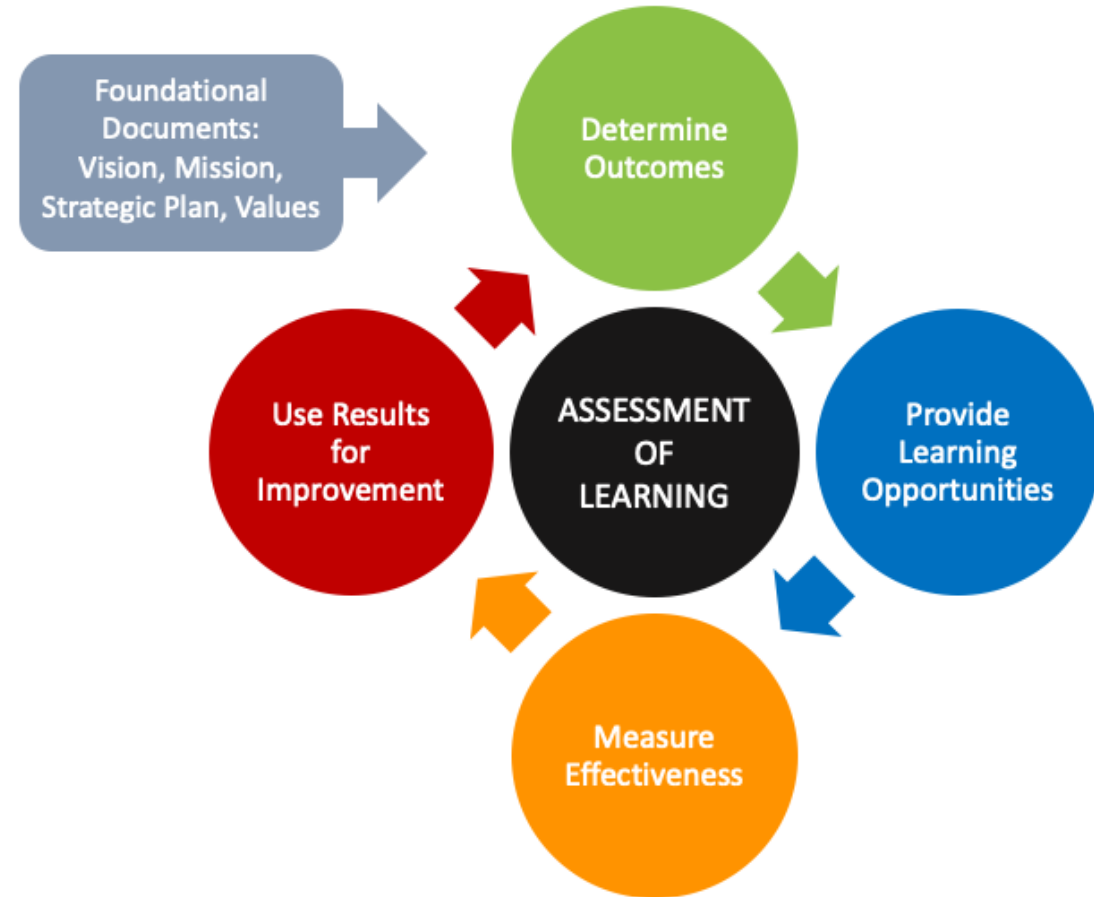 Foundational
Documents:
Vision, Mission,
Strategic Plan, Values
Determine
Outcomes
Use Results
for
Improvement
ASSESSMENT
OF
LEARNING
Provide
Learning
Opportunities
Measure
Effectiveness